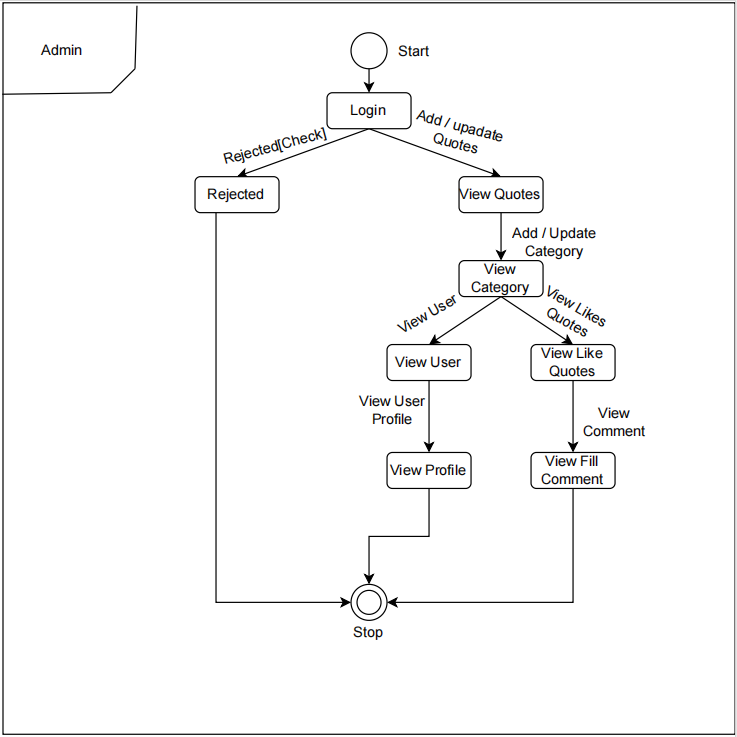 Admin
Start
Login
Add / upadate
Quotes
Rejected[Check]
Rejected
View Quotes
Add / Update
Category
View
Category
View User
View Likes
Quotes
View User
View Like
Quotes
View User
Profile
View
Comment
View Profile
View Fill
Comment
Stop